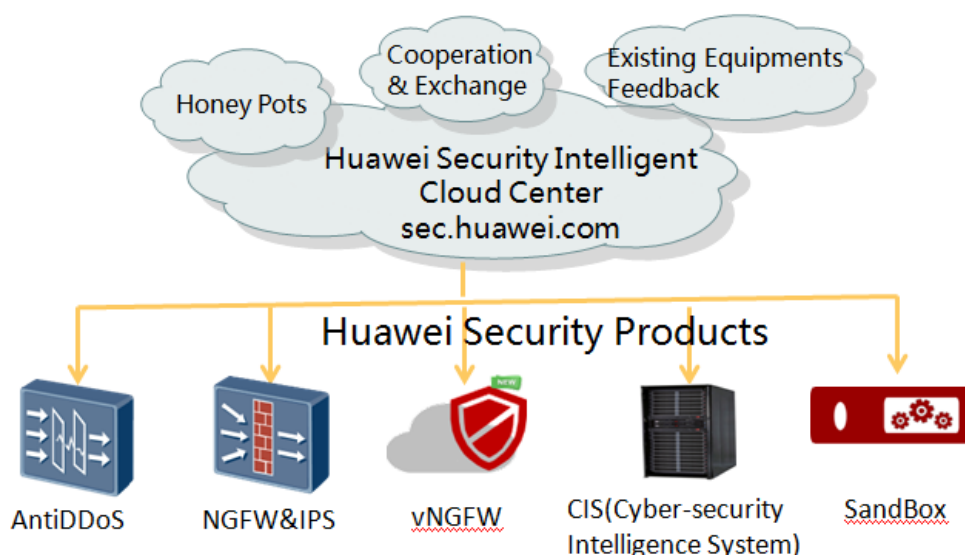 Cooperation
& Exchange
Existing Equipments
Feedback
Honey Pots
Huawei Security Intelligent
Cloud Center
sec.huawei.com
Huawei Security Products
NEW
AntiDDoS
NGFW&IPS
vNGFW
CIS(Cyber-security
Intelligence System)
SandBox